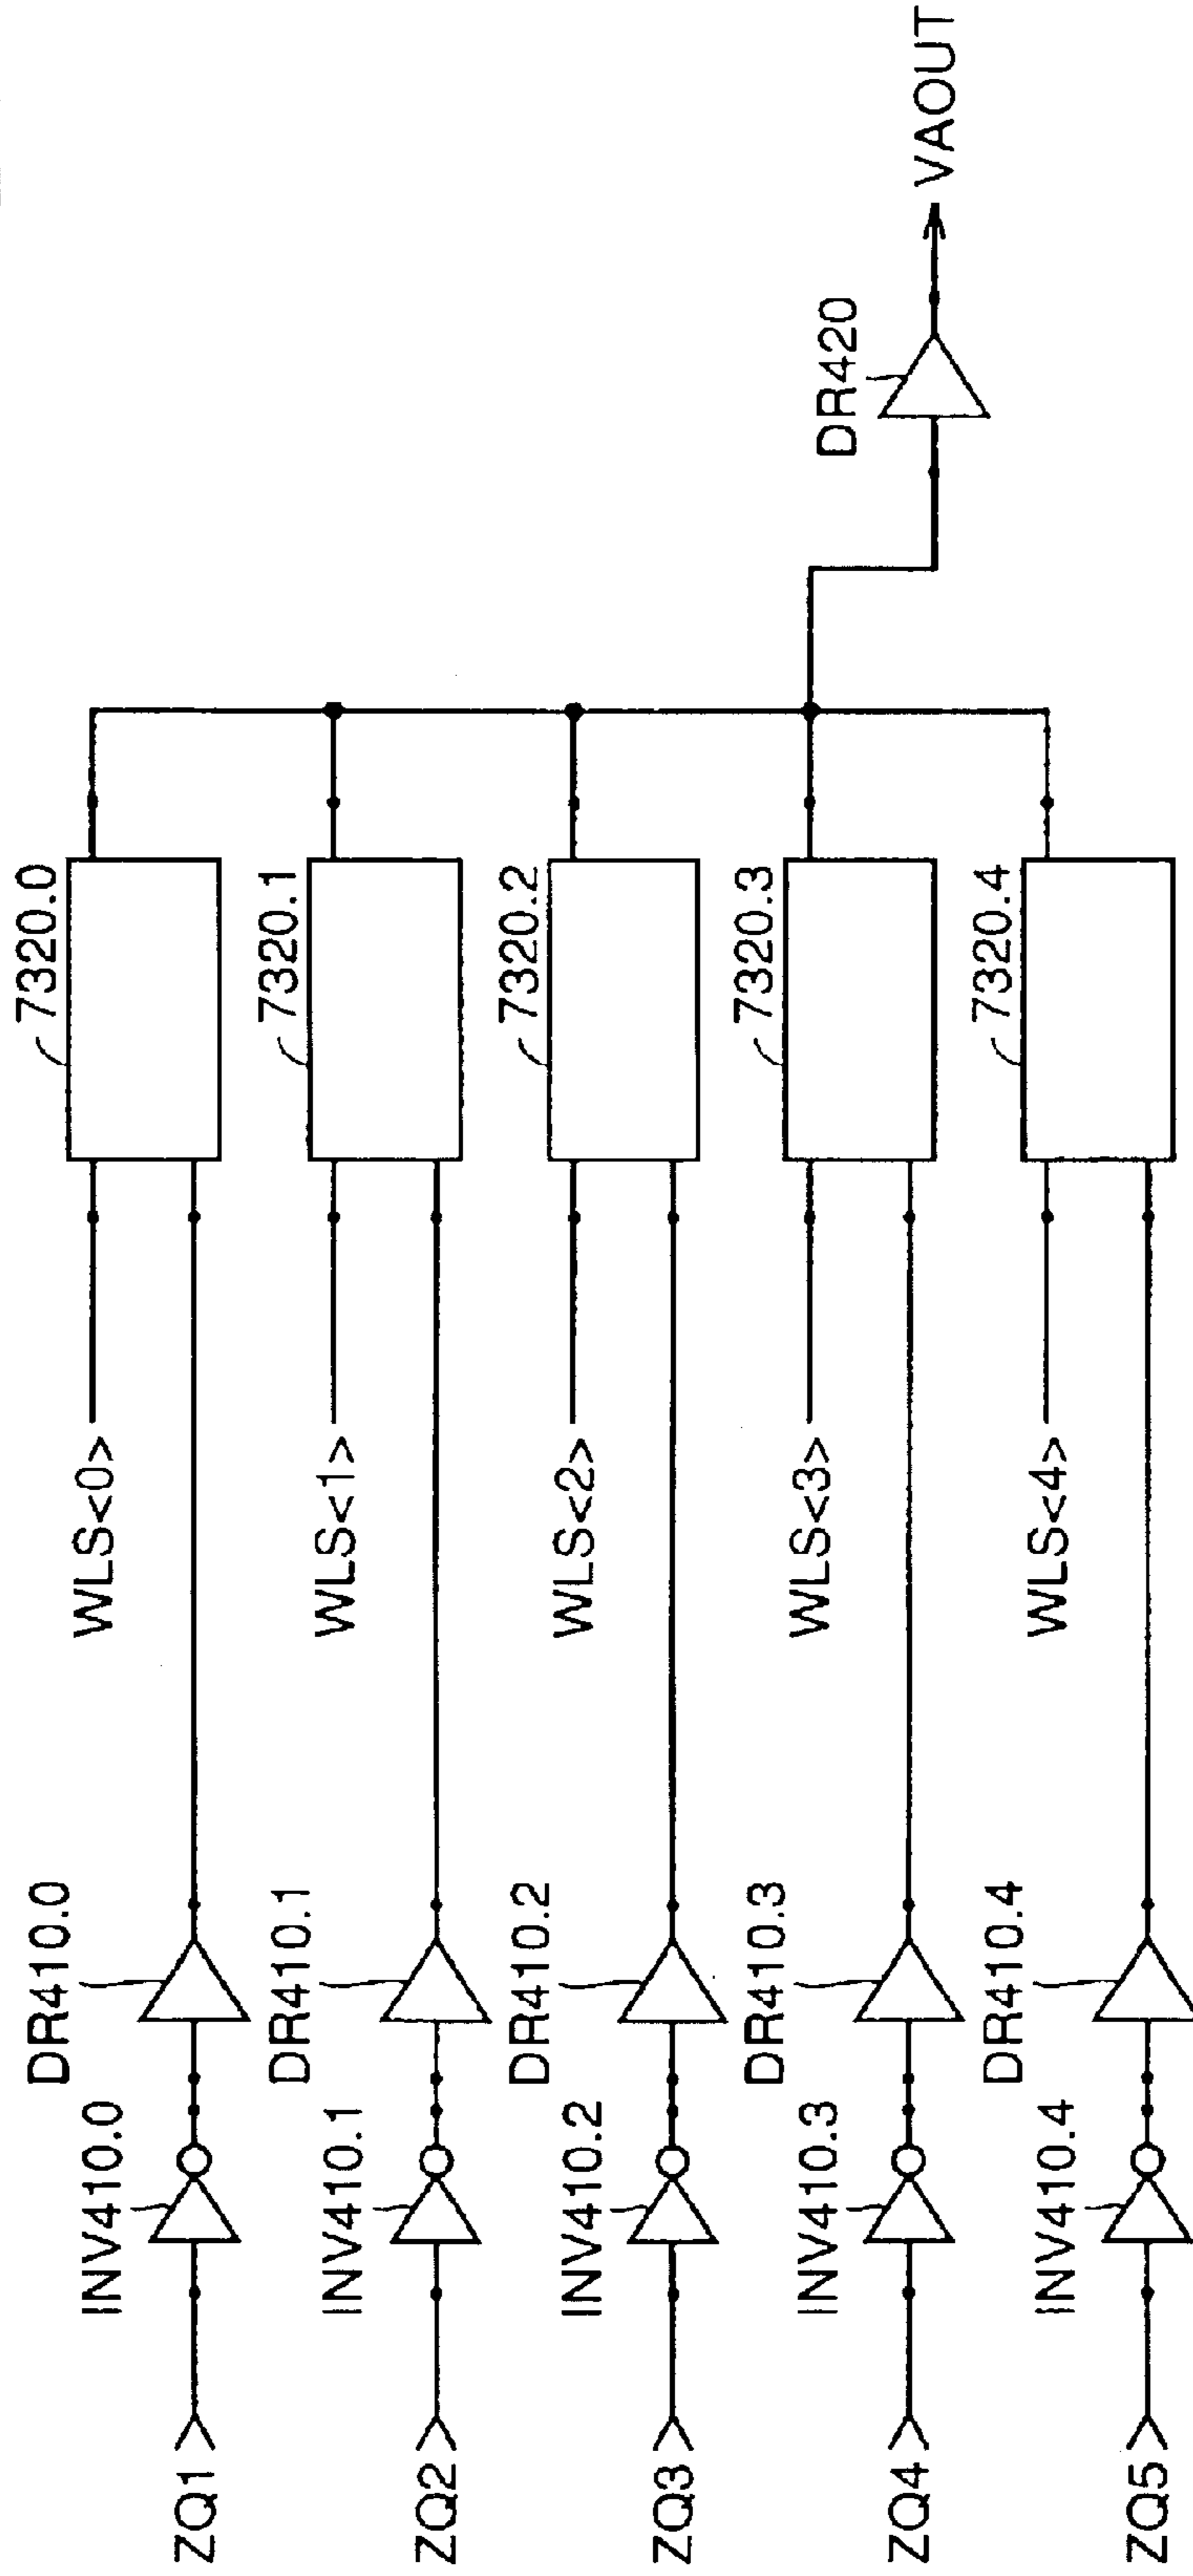 ZQ1
INV410.0
DR410.0
WLS<0>
7320.0
ZQ2
INV410.1
DR410.1
WLS<1>
7320.1
ZQ3
INV410.2
DR410.2
WLS<2>
7320.2
ZQ4
INV410.3
DR410.3
WLS<3>
7320.3
ZQ5
INV410.4
DR410.4
WLS<4>
7320.4
DR420
VAOUT